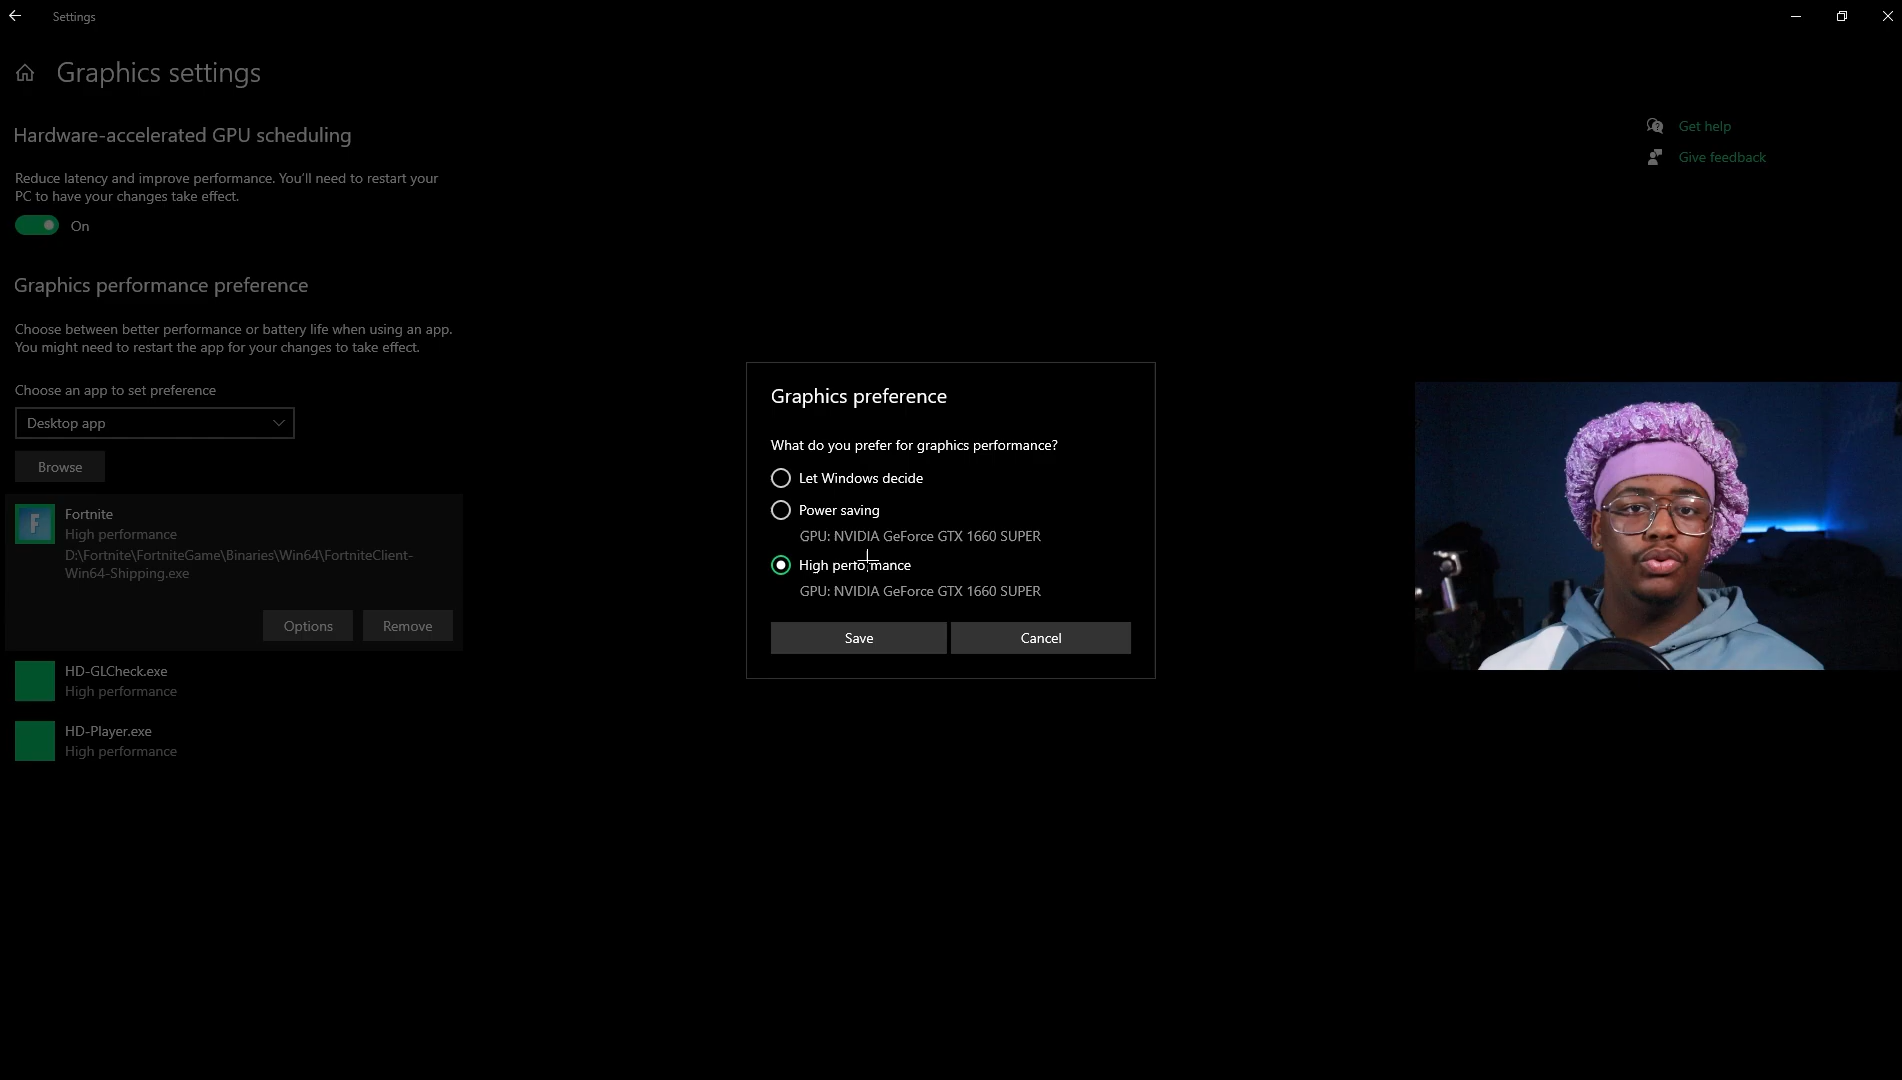 Settings
Graphics settings
Hardware-accelerated GPU scheduling
Reduce latency and improve performance. You'll need to restart your
PC to have your changes take effect.
On
Graphics performance preference
Choose between better performance or battery life when using an app.
You might need to restart the app for your changes to take effect.
Choose an app to set preference
Desktop app
Browse
F
Fortnite
High performance
D:\Fortnite\FortniteGame\Binaries\Win64\FortniteClient-
Win64-Shipping.exe
Options
Remove
HD-GLCheck.exe
High performance
HD-Player.exe
High performance
Graphics preference
What do you prefer for graphics performance?
Let Windows decide
Power saving
GPU: NVIDIA GeForce GTX 1660 SUPER
High performance
GPU: NVIDIA GeForce GTX 1660 SUPER
Save
Cancel
Get help
Give feedback